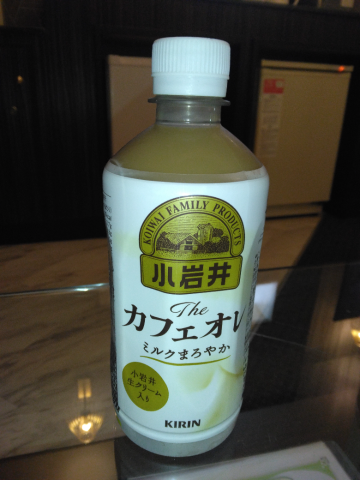 KOIWAI FAMILY PRODUCTS
小岩井
The
カフェオレ
ミルクまろやか
小岩井
生クリーム
入り
KIRIN